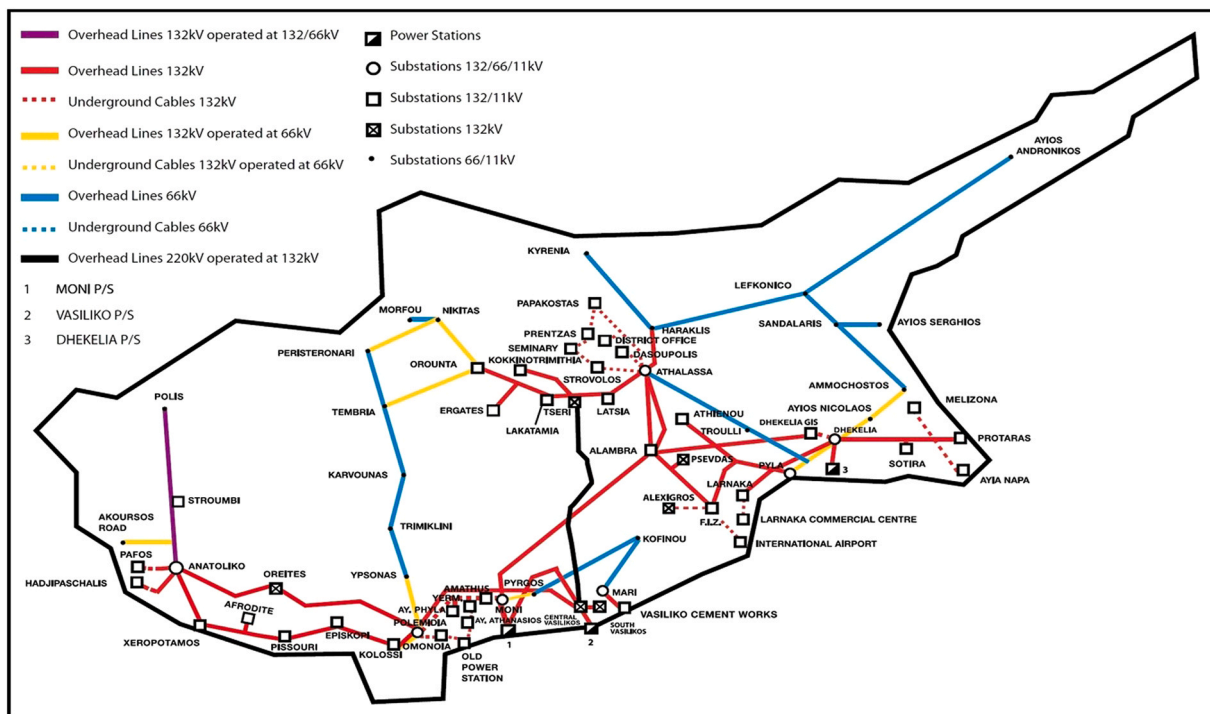 Overhead Lines 132kV operated at 132/66kV
Overhead Lines 132kV
Underground Cables 132kV
Overhead Lines 132kV operated at 66kV
Underground Cables 132kV operated at 66kV
Overhead Lines 66kV
Underground Cables 66kV
Overhead Lines 220kV operated at 132kV
1 MONI P/S
2 VASILIKO P/S
3 DHEKELIA P/S
Power Stations
Substations 132/66/11kV
Substations 132/11kV
Substations 132kV
Substations 66/11kV
AYIOS
ANDRONIKOS
KYRENIA
LEFKONICO
PAPAKOSTAS
MORFOU
NIKITAS
SANDALARIS
AYIOS SERGHIOS
PRENTZAS
HARAKLIS
DISTRICT OFFICE
SEMINARY
DASOUPOLIS
PERISTERONARI
OROUNTA
KOKKINOTRIMITHIA
STROVOLOS
ATHALASSA
AMMOCHOSTOS
POLIS
TEMBRIA
ERGATES
LAKATAMIA
TSERI
LATSIA
ATHIENOU
TROULLI
AYIOS NICOLAOS
MELIZONA
DHEKELIA GIS
DHEKELIA
PROTARAS
ALAMBRA
PSEVDAS
PYLA
3
SOTIRA
AYIA NAPA
KARVOUNAS
LARNAKA
STROUMBI
ALEXIGROS
F.I.Z.
LARNAKA COMMERCIAL CENTRE
AKOURSOS
ROAD
TRIMIKLINI
INTERNATIONAL AIRPORT
KOFINOU
PAFOS
ANATOLIKO
HADJIPASCHALIS
OREITES
YPSONAS
AMATHUS
PYRGOS
YERM.
MONI
MARI
AFRODITE
AY. PHYLA
POLEMIDIA
AY. ATHANASIOS
CENTRAL
VASILIKOS
SOUTH
VASILIKOS
VASILIKO CEMENT WORKS
XEROPOTAMOS
PISSOURI
EPISKOPI
KOLOSSI
OMONOIA
OLD
POWER
STATION
1
2